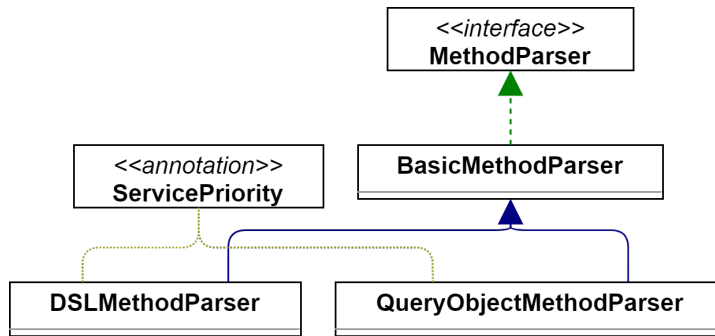 <<interface>>
MethodParser
<<annotation>>
ServicePriority
BasicMethodParser
DSLMethodParser
QueryObjectMethodParser